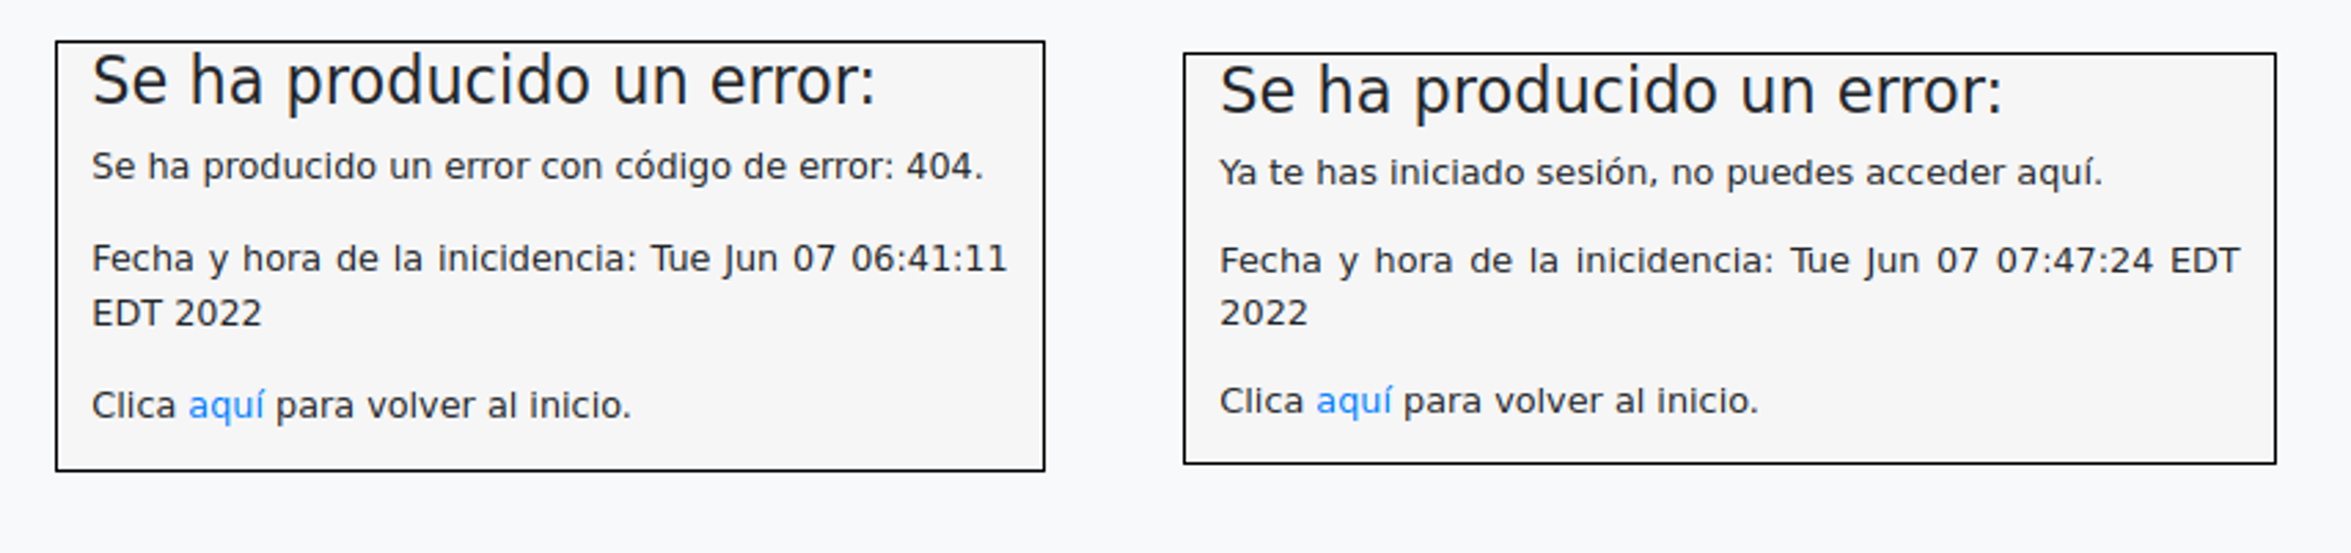 Se ha producido un error:
Se ha producido un error con código de error: 404.
Fecha y hora de la inicidencia: Tue Jun 07 06:41:11
EDT 2022
Clica aquí para volver al inicio.
Se ha producido un error:
Ya te has iniciado sesión, no puedes acceder aquí.
Fecha y hora de la inicidencia: Tue Jun 07 07:47:24 EDT
2022
Clica aquí para volver al inicio.